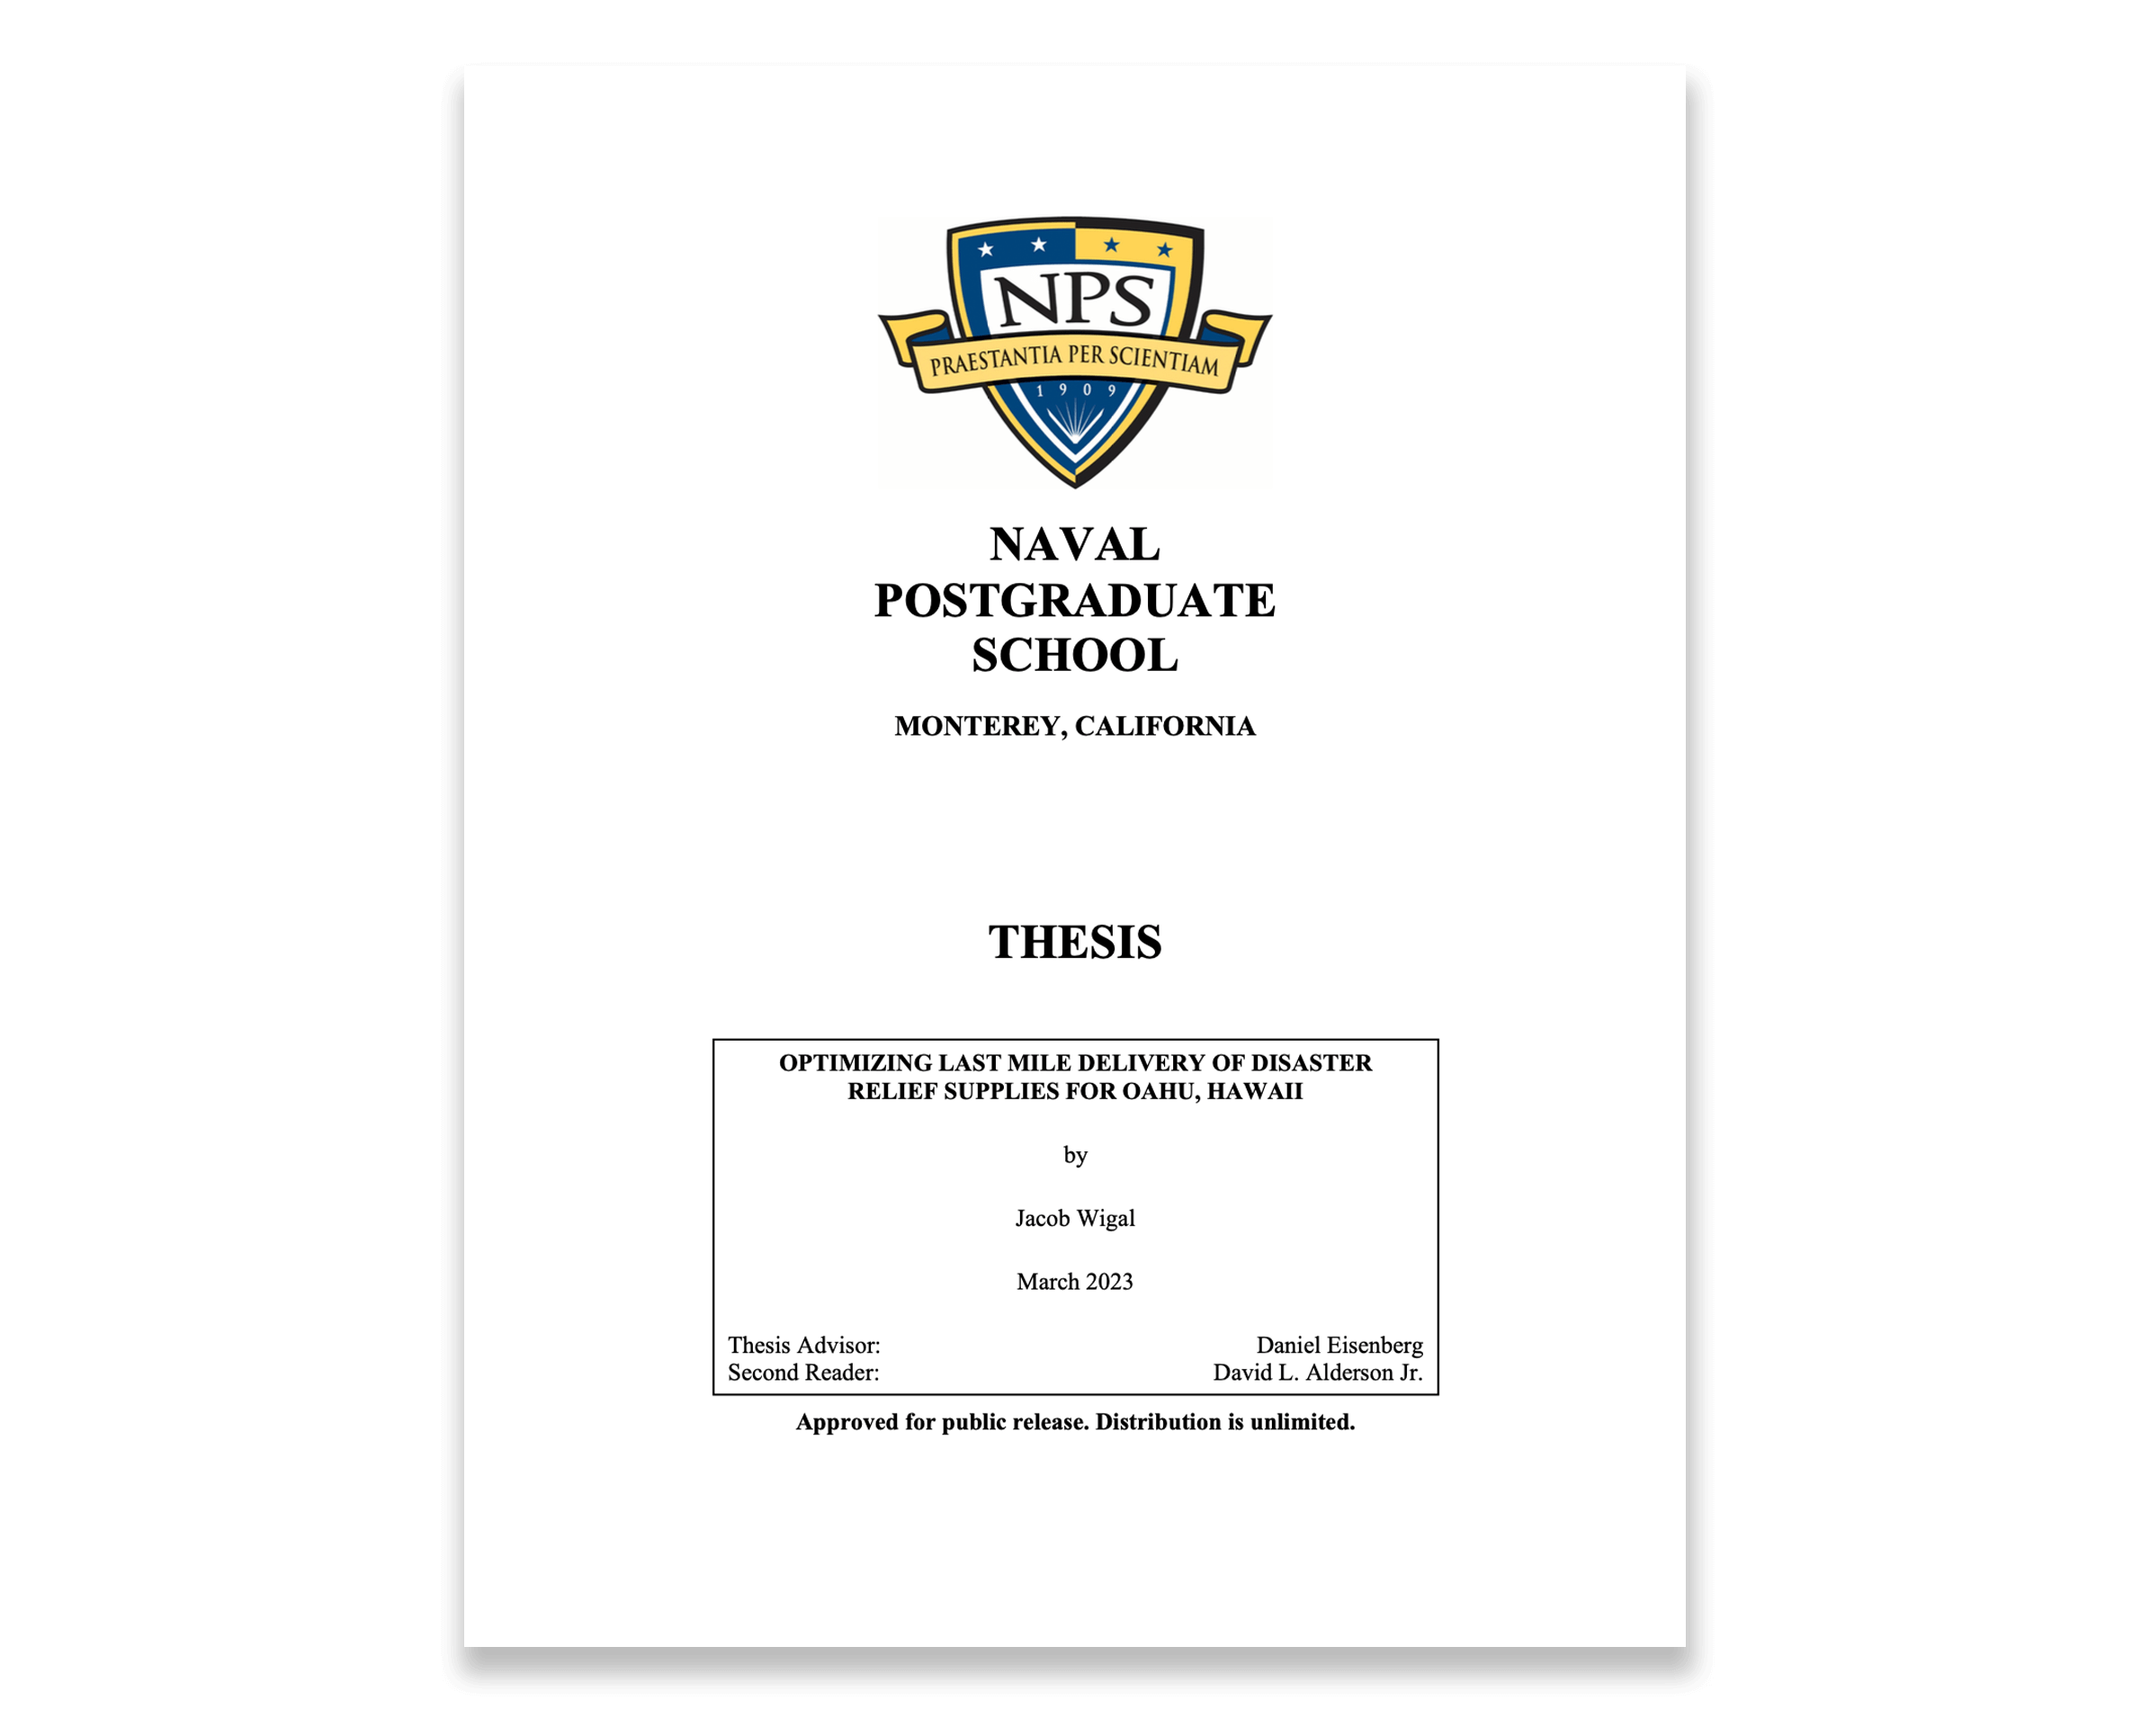 NPS
PRAESTANTIA PER SCIENTIAM
1909
NAVAL
POSTGRADUATE
SCHOOL
MONTEREY, CALIFORNIA
THESIS
OPTIMIZING LAST MILE DELIVERY OF DISASTER
RELIEF SUPPLIES FOR OAHU, HAWAII
by
Jacob Wigal
March 2023
Thesis Advisor: Daniel Eisenberg
Second Reader: David L. Alderson Jr.
Approved for public release. Distribution is unlimited.